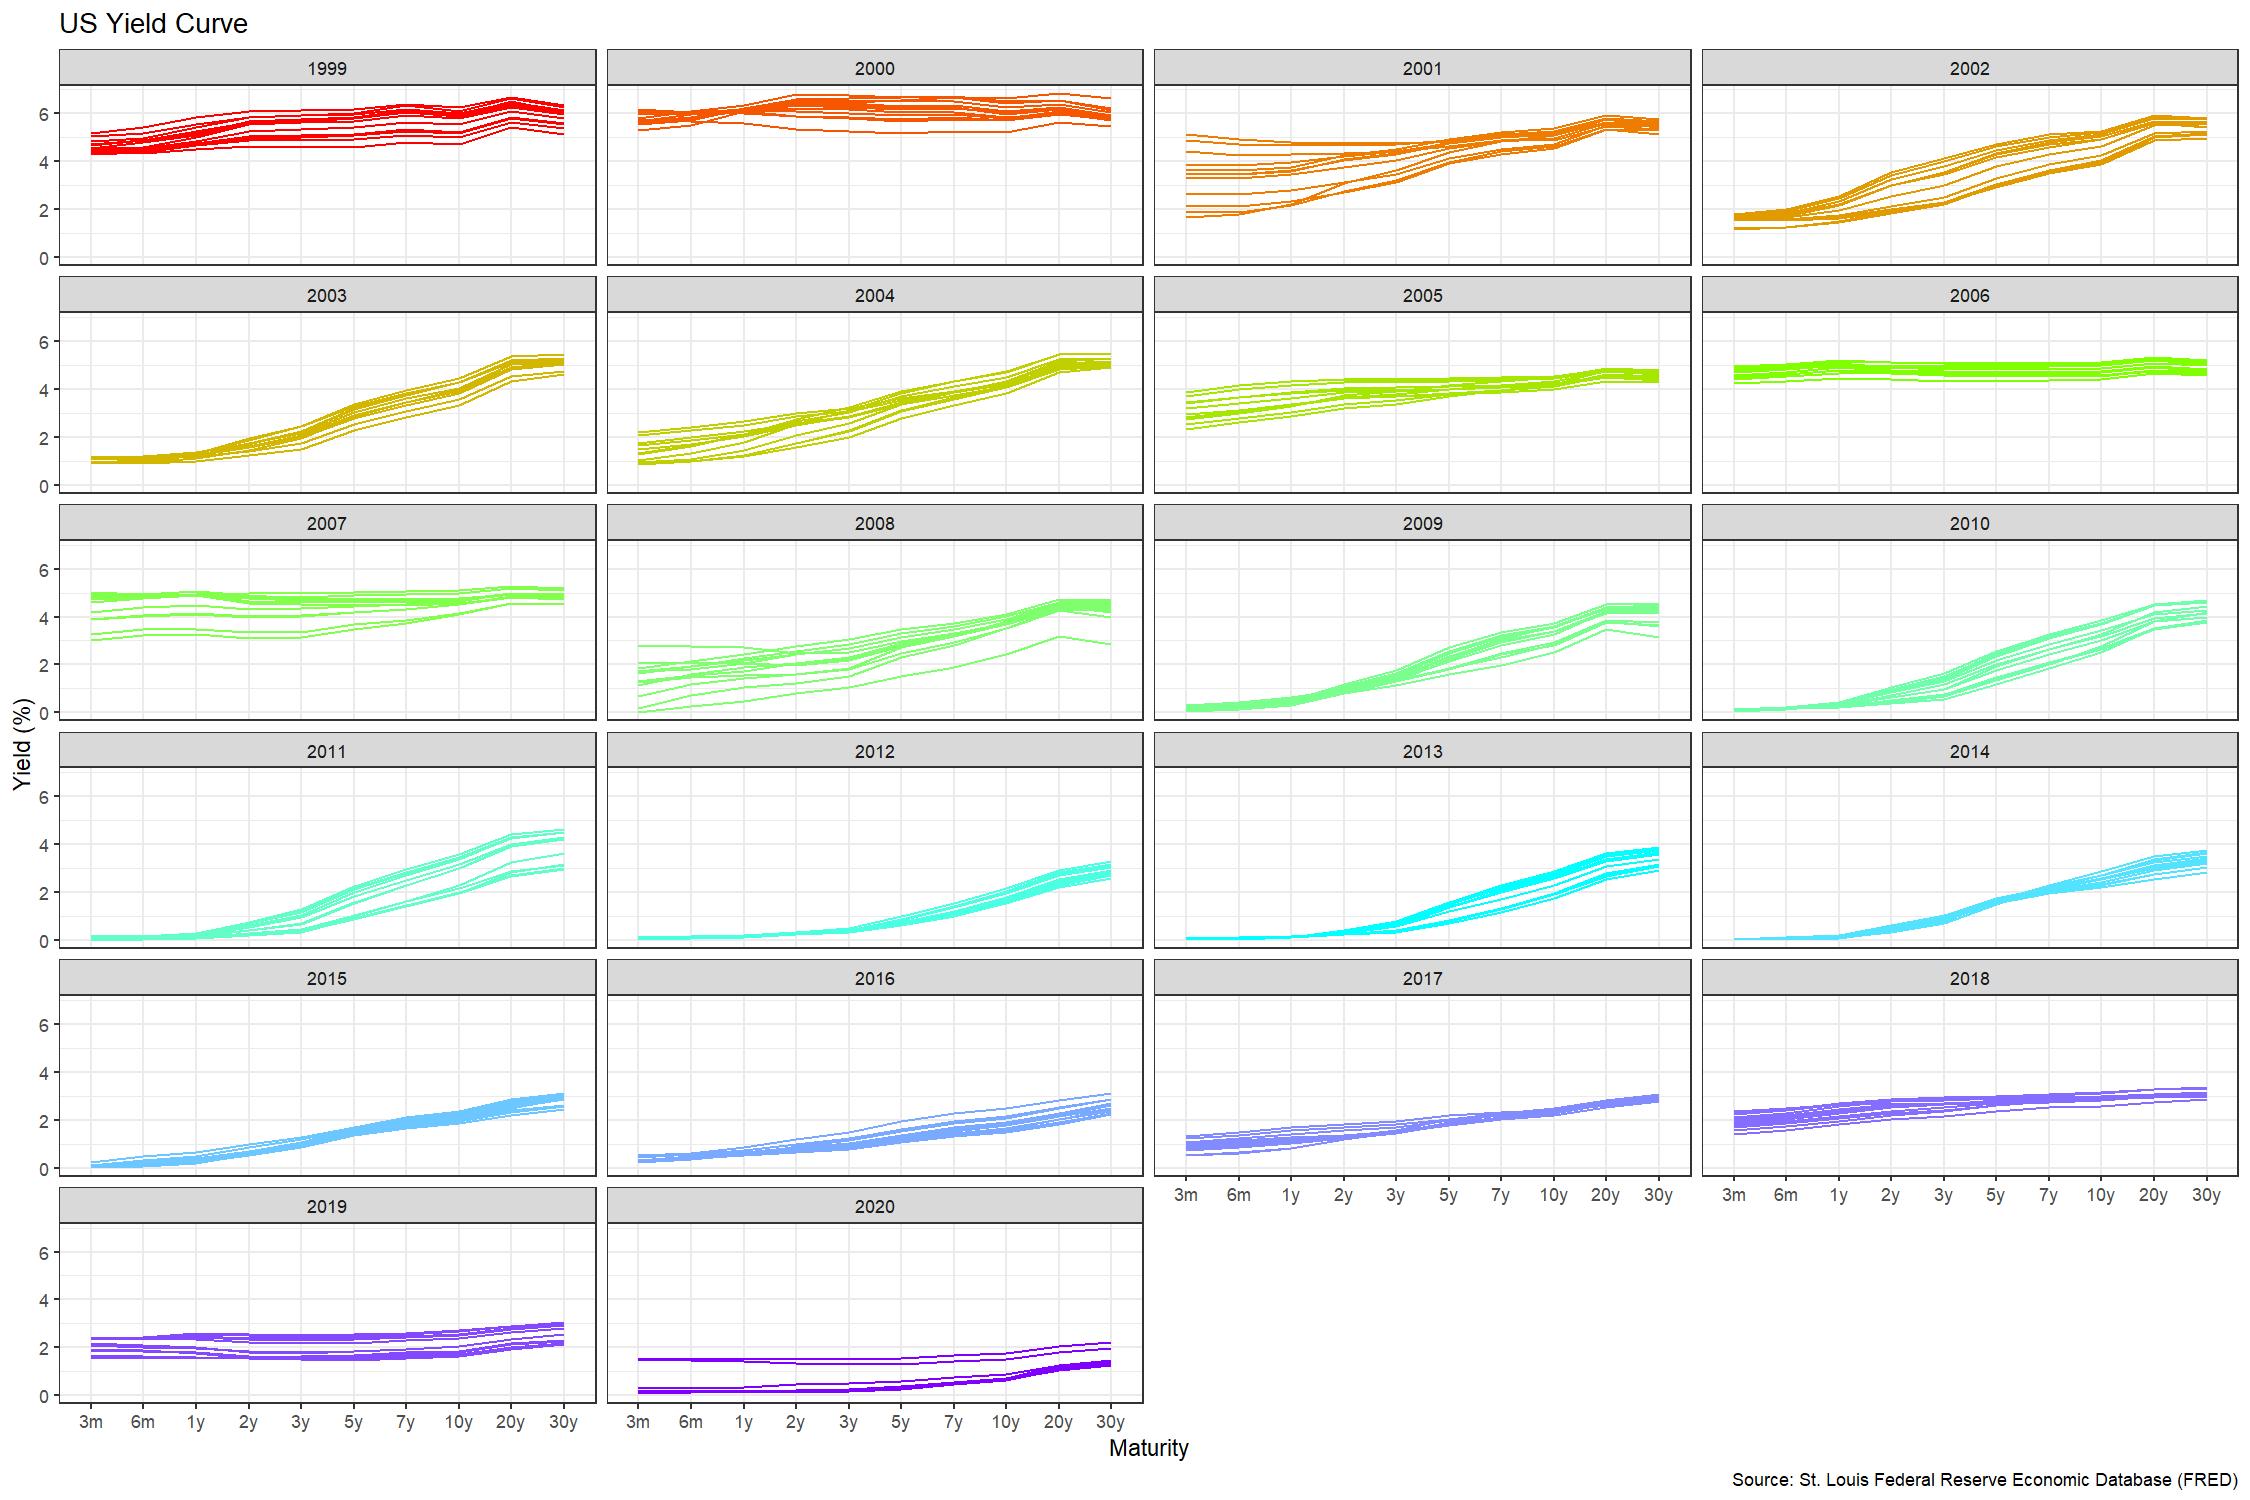 US Yield Curve
1999 2000 2001 2002
6
4
2
0
2003 2004 2005 2006
6
4
2
0
2007 2008 2009 2010
6
4
2
0
Yield (%)
2011 2012 2013 2014
6
4
2
0
2015 2016 2017 2018
6
4
2
0
3m 6m 1y 2y 3y 5y 7y 10y 20y 30y 3m 6m 1y 2y 3y 5y 7y 10y 20y 30y
2019 2020
6
4
2
0
3m 6m 1y 2y 3y 5y 7y 10y 20y 30y 3m 6m 1y 2y 3y 5y 7y 10y 20y 30y
Maturity
Source: St. Louis Federal Reserve Economic Database (FRED)